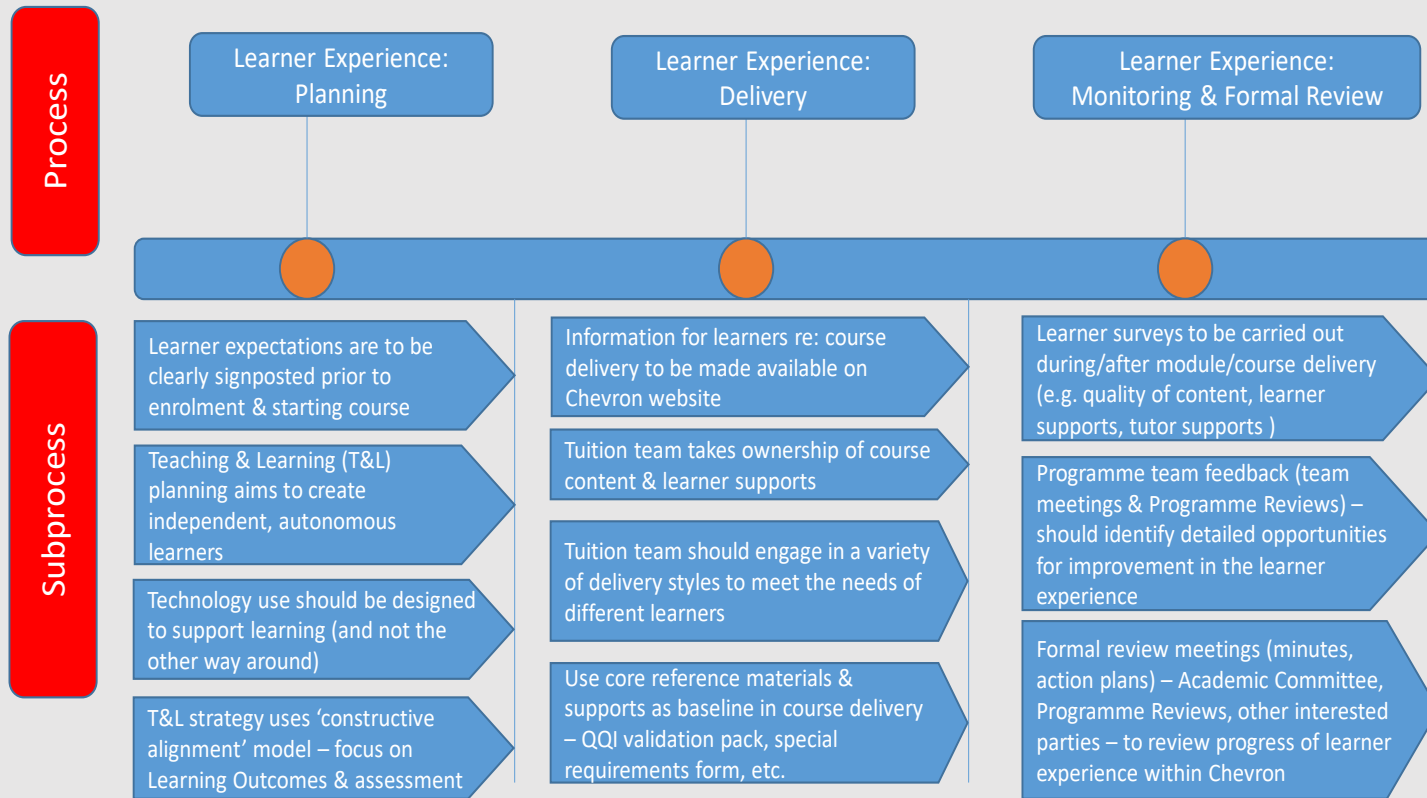 Process
Learner Experience:
Planning
Learner Experience:
Delivery
Learner Experience:
Monitoring & Formal Review
Subprocess
Learner expectations are to be
clearly signposted prior to
enrolment & starting course
Teaching & Learning (T&L)
planning aims to create
independent, autonomous
learners
Technology use should be designed
to support learning (and not the
other way around)
T&L strategy uses ‘constructive
alignment’ model – focus on
Learning Outcomes & assessment
Information for learners re: course
delivery to be made available on
Chevron website
Tuition team takes ownership of course
content & learner supports
Tuition team should engage in a variety
of delivery styles to meet the needs of
different learners
Use core reference materials &
supports as baseline in course delivery
– QQI validation pack, special
requirements form, etc.
Learner surveys to be carried out
during/after module/course delivery
(e.g. quality of content, learner
supports, tutor supports )
Programme team feedback (team
meetings & Programme Reviews) –
should identify detailed opportunities
for improvement in the learner
experience
Formal review meetings (minutes,
action plans) – Academic Committee,
Programme Reviews, other interested
parties – to review progress of learner
experience within Chevron